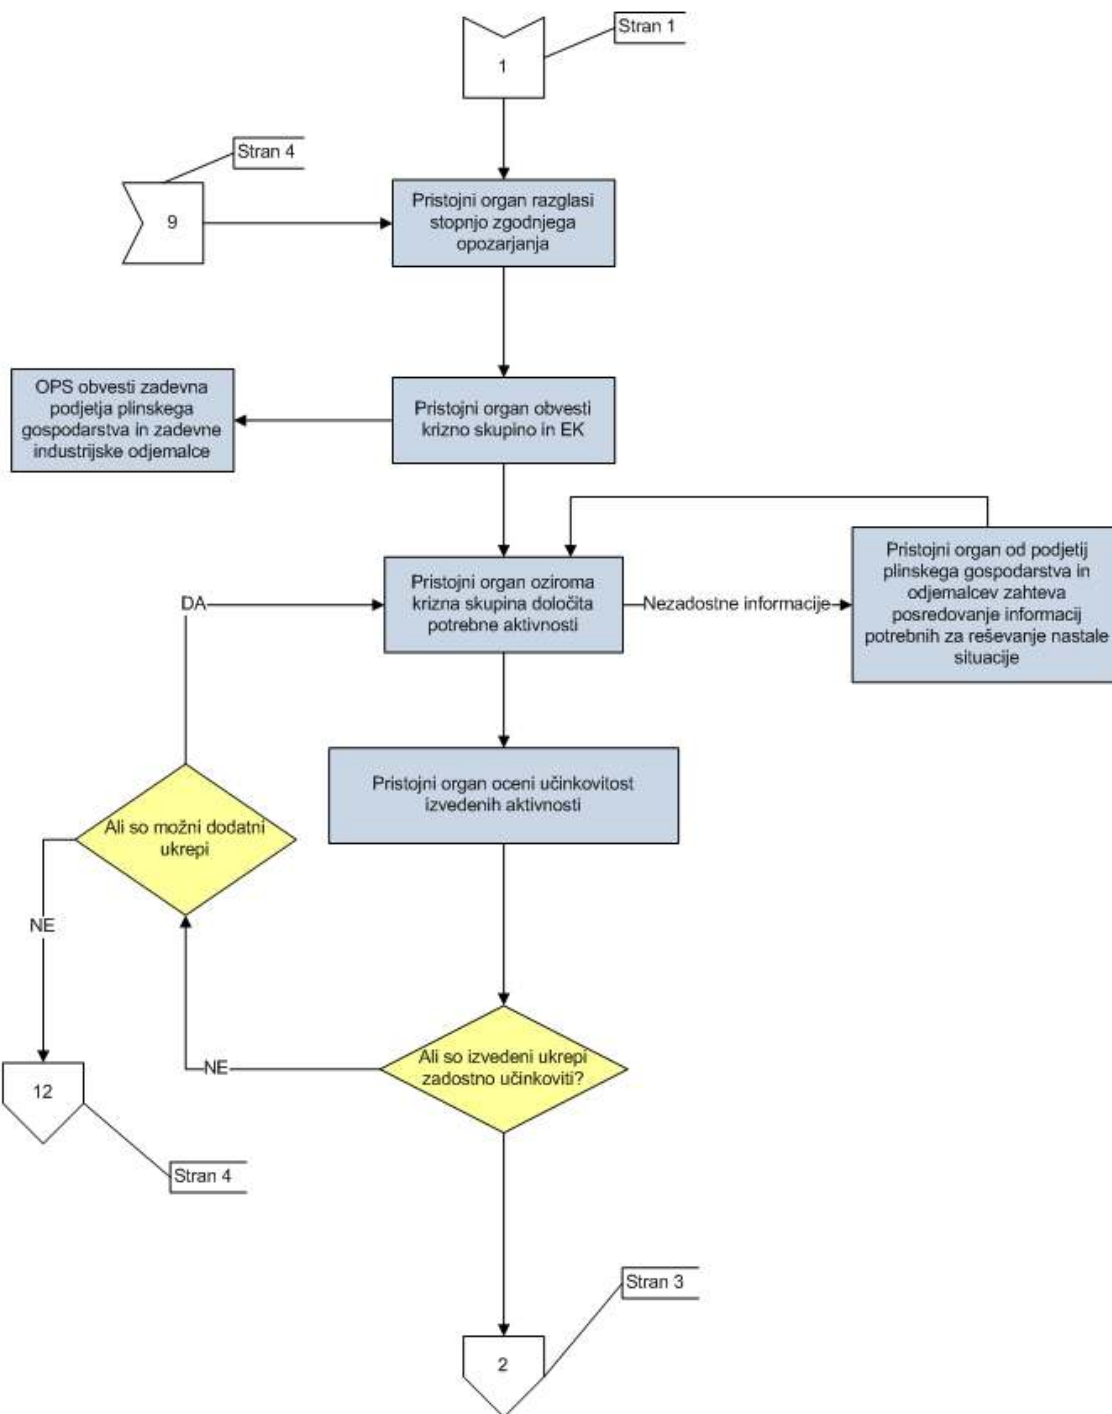 Stran 1
1
Stran 4
9
Pristojni organ razglasi
stopnjo zgodnjega
opozarjanja
OPS obvesti zadevna
podjetja plinskega
gospodarstva in zadevne
industrijske odjemalce
Pristojni organ obvesti
krizno skupino in EK
Pristojni organ oziroma
krizna skupina določita
potrebne aktivnosti
Nezadostne informacije
Pristojni organ od podjetij
plinskega gospodarstva in
odjemalcev zahteva
posredovanje informacij
potrebnih za reševanje nastale
situacije
DA
Pristojni organ oceni učinkovitost
izvedenih aktivnosti
Ali so možni dodatni
ukrepi
NE
Ali so izvedeni ukrepi
zadostno učinkoviti?
NE
12
Stran 4
Stran 3
2